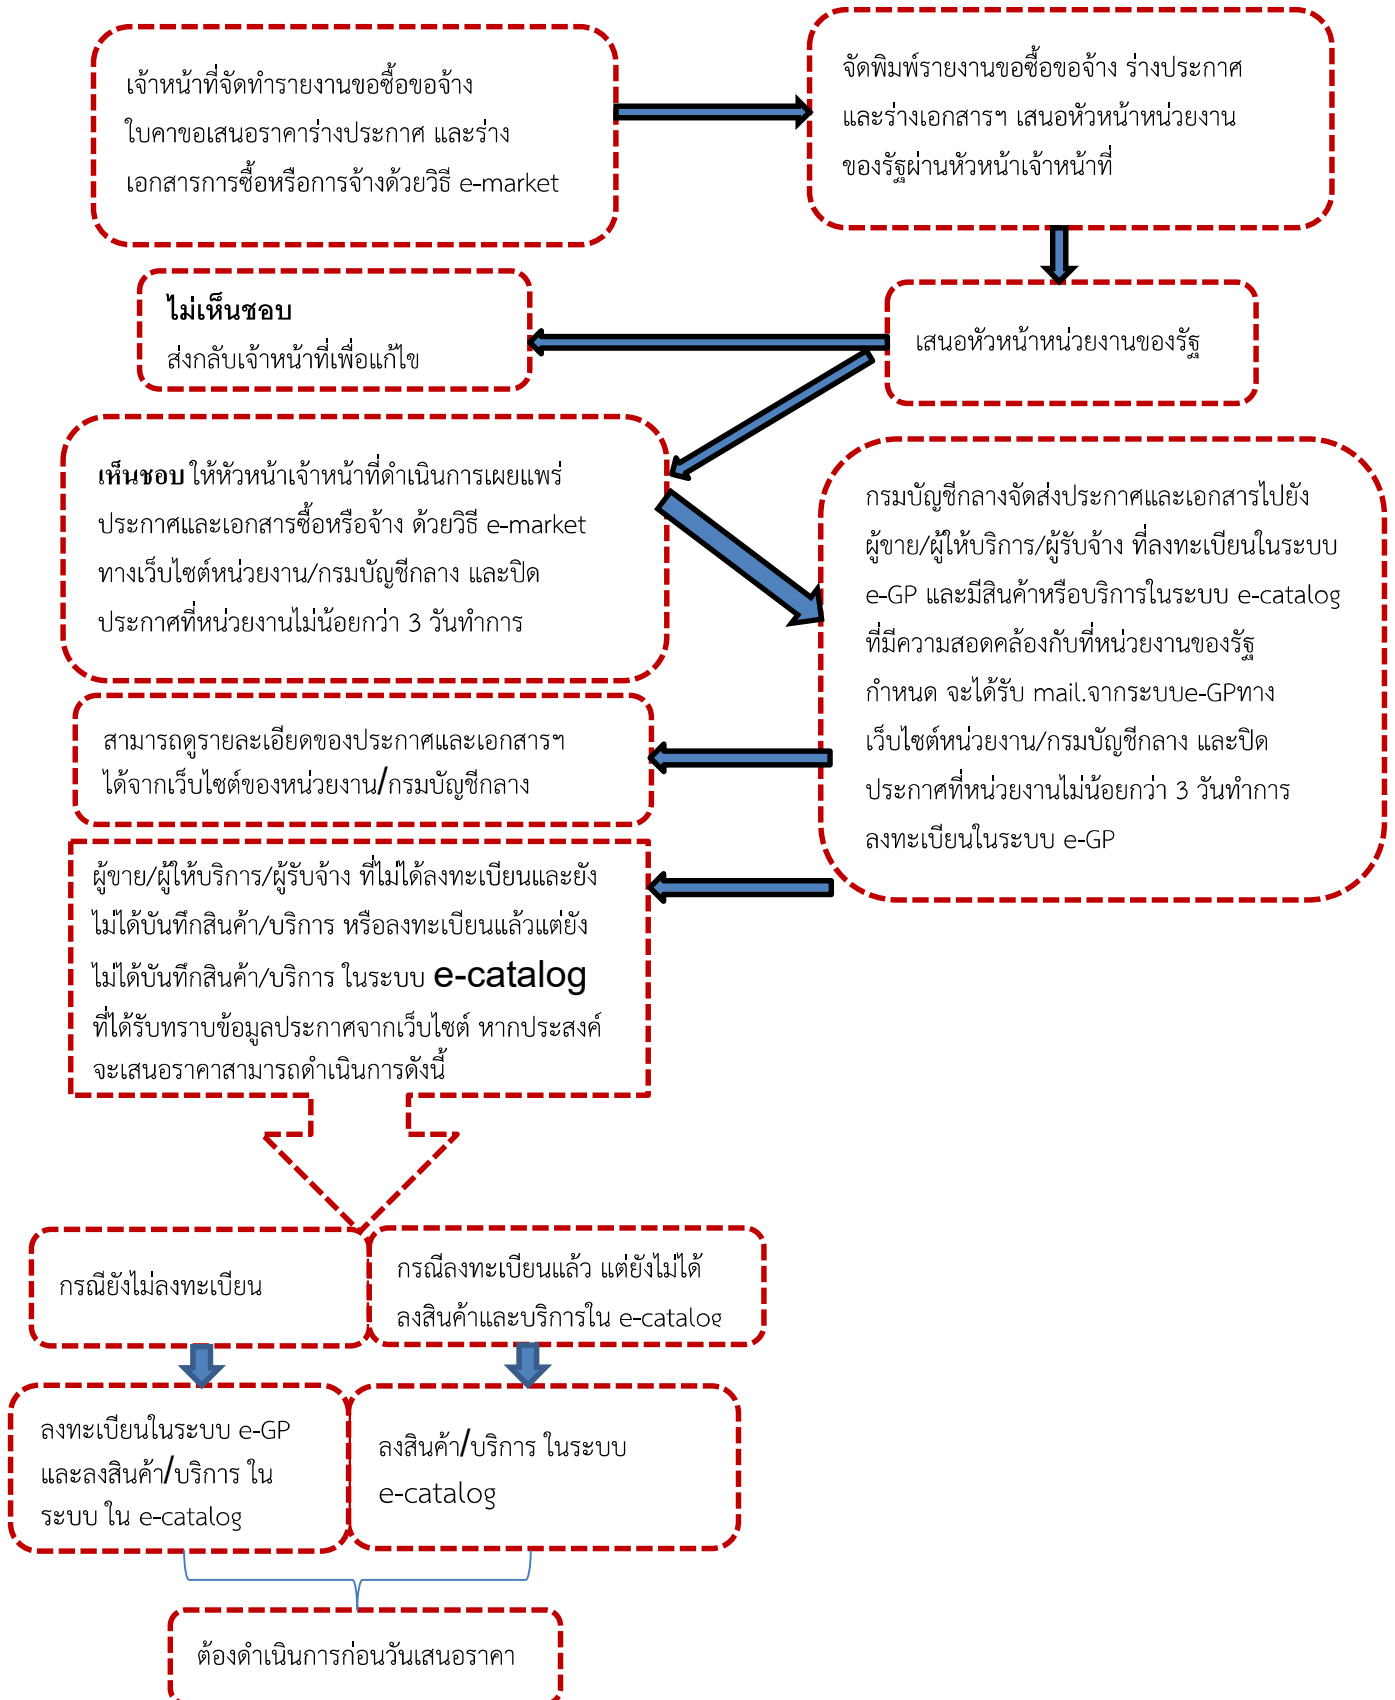 เจ้าหน้าที่จัดทำรายงานขอซื้อขอจ้าง
ใบคาขอเสนอราคาร่างประกาศ และร่าง
เอกสารการซื้อหรือการจ้างด้วยวิธี e-market
จัดพิมพ์รายงานขอซื้อขอจ้าง ร่างประกาศ
และร่างเอกสารฯ เสนอหัวหน้าหน่วยงาน
ของรัฐผ่านหัวหน้าเจ้าหน้าที่
ไม่เห็นชอบ
ส่งกลับเจ้าหน้าที่เพื่อแก้ไข
เสนอหัวหน้าหน่วยงานของรัฐ
เห็นชอบ ให้หัวหน้าเจ้าหน้าที่ดำเนินการเผยแพร่
ประกาศและเอกสารซื้อหรือจ้าง ด้วยวิธี e-market
ทางเว็บไซต์หน่วยงาน/กรมบัญชีกลาง และปิด
ประกาศที่หน่วยงานไม่น้อยกว่า 3 วันทำการ
กรมบัญชีกลางจัดส่งประกาศและเอกสารไปยัง
ผู้ขาย/ผู้ให้บริการ/ผู้รับจ้าง ที่ลงทะเบียนในระบบ
e-GP และมีสินค้าหรือบริการในระบบ e-catalog
ที่มีความสอดคล้องกับที่หน่วยงานของรัฐ
กำหนด จะได้รับ mail.จากระบบe-GPทาง
เว็บไซต์หน่วยงาน/กรมบัญชีกลาง และปิด
ประกาศที่หน่วยงานไม่น้อยกว่า 3 วันทำการ
ลงทะเบียนในระบบ e-GP
สามารถดูรายละเอียดของประกาศและเอกสารฯ
ได้จากเว็บไซต์ของหน่วยงาน/กรมบัญชีกลาง
ผู้ขาย/ผู้ให้บริการ/ผู้รับจ้าง ที่ไม่ได้ลงทะเบียนและยัง
ไม่ได้บันทึกสินค้า/บริการ หรือลงทะเบียนแล้วแต่ยัง
ไม่ได้บันทึกสินค้า/บริการ ในระบบ e-catalog
ที่ได้รับทราบข้อมูลประกาศจากเว็บไซต์ หากประสงค์
จะเสนอราคาสามารถดำเนินการดังนี้
กรณียังไม่ลงทะเบียน
กรณีลงทะเบียนแล้ว แต่ยังไม่ได้
ลงสินค้าและบริการใน e-catalog
ลงทะเบียนในระบบ e-GP
และลงสินค้า/บริการ ใน
ระบบ ใน e-catalog
ลงสินค้า/บริการ ในระบบ
e-catalog
ต้องดำเนินการก่อนวันเสนอราคา